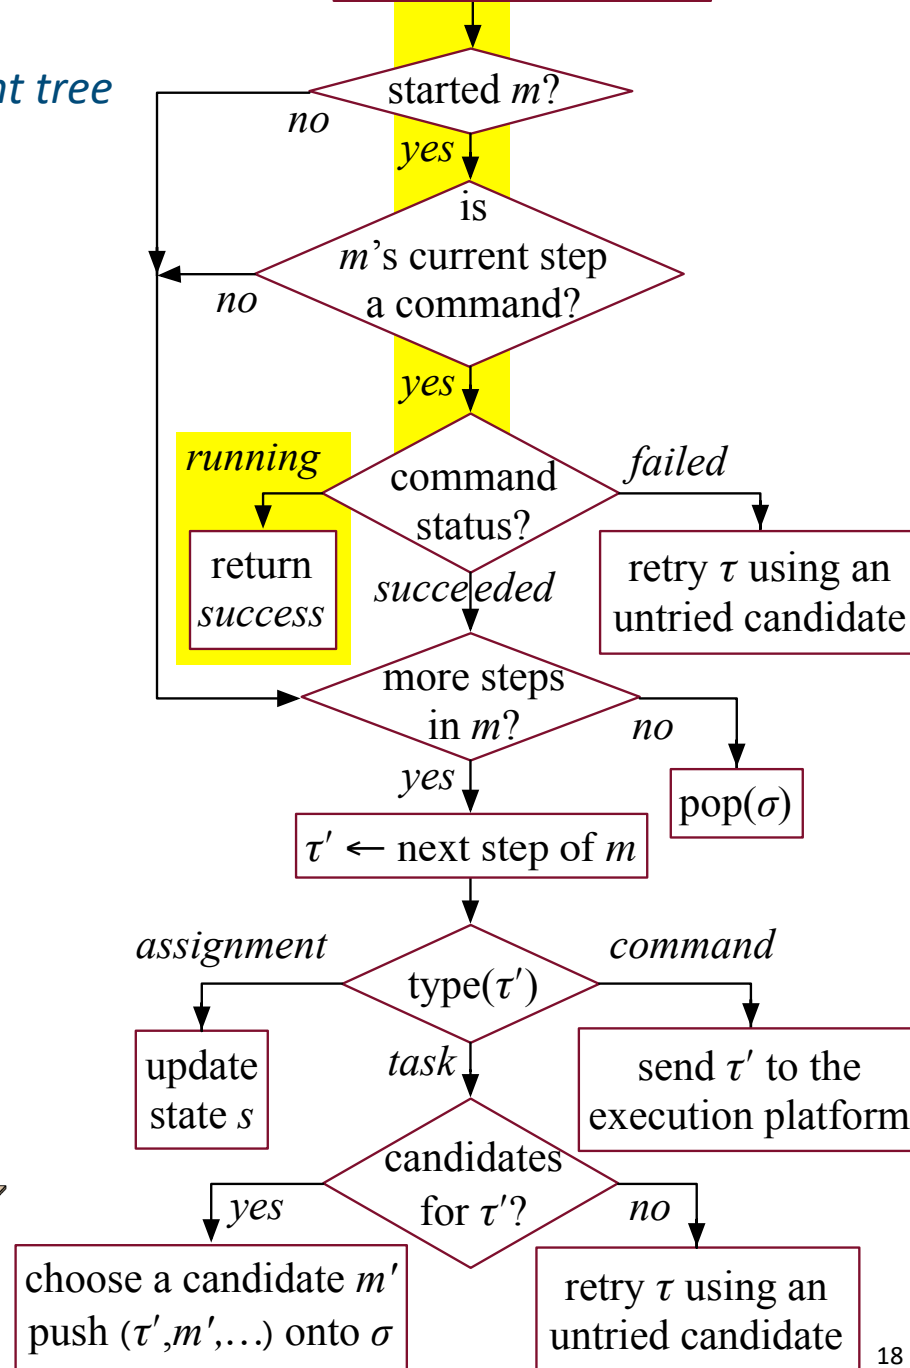 nt tree
started m?
no
yes
is
m's current step
a command?
no
yes
running
failed
command
status?
return
success
retry τ using an
untried candidate
succeeded
more steps
in m?
no
yes
pop(σ)
τ′ ← next step of m
assignment
command
type(τ′)
task
update
state s
send τ′ to the
execution platform
candidates
for τ′?
yes
no
choose a candidate m′
push (τ′,m′,…) onto σ
retry τ using an
untried candidate
18